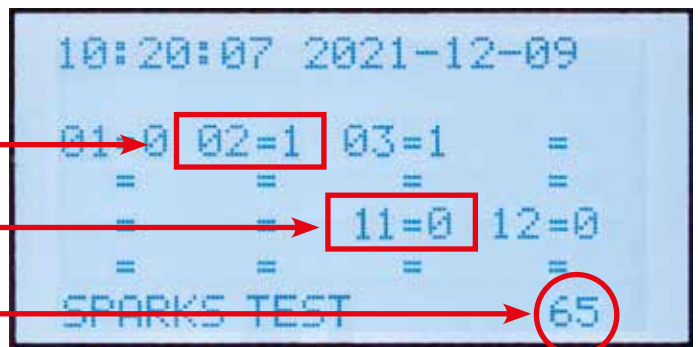 10:20:07 2021-12-09
01=0 02=1 03=1 =
= = = =
= = 11=0 12=0
= = = =
SPARKS TEST 65